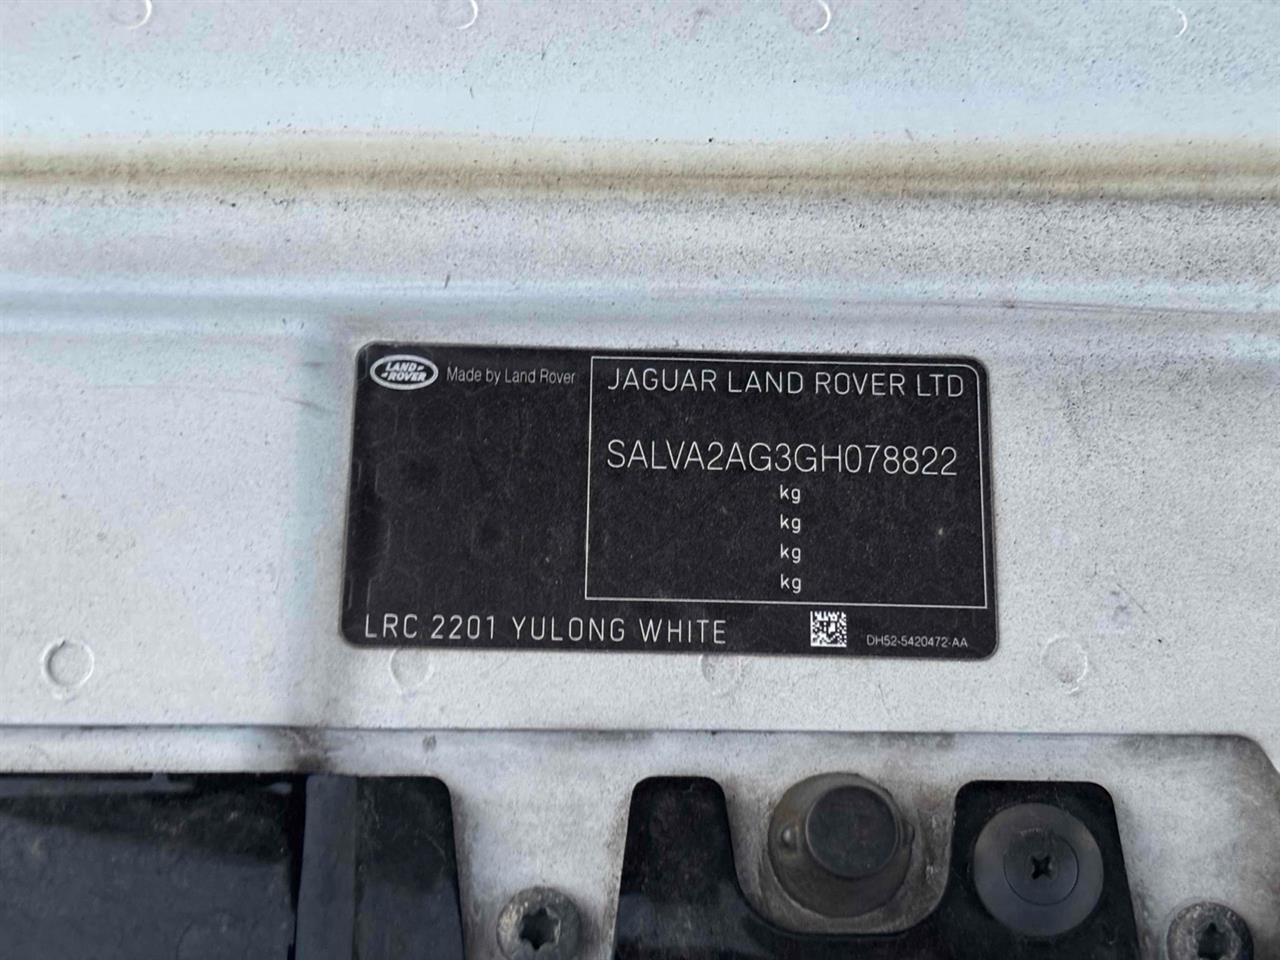 LAND ROVER
Made by Land Rover
JAGUAR LAND ROVER LTD
SALVA2AG3GH078822
kg
kg
kg
kg
LRC 2201 YULONG WHITE
DH52-5420472-AA